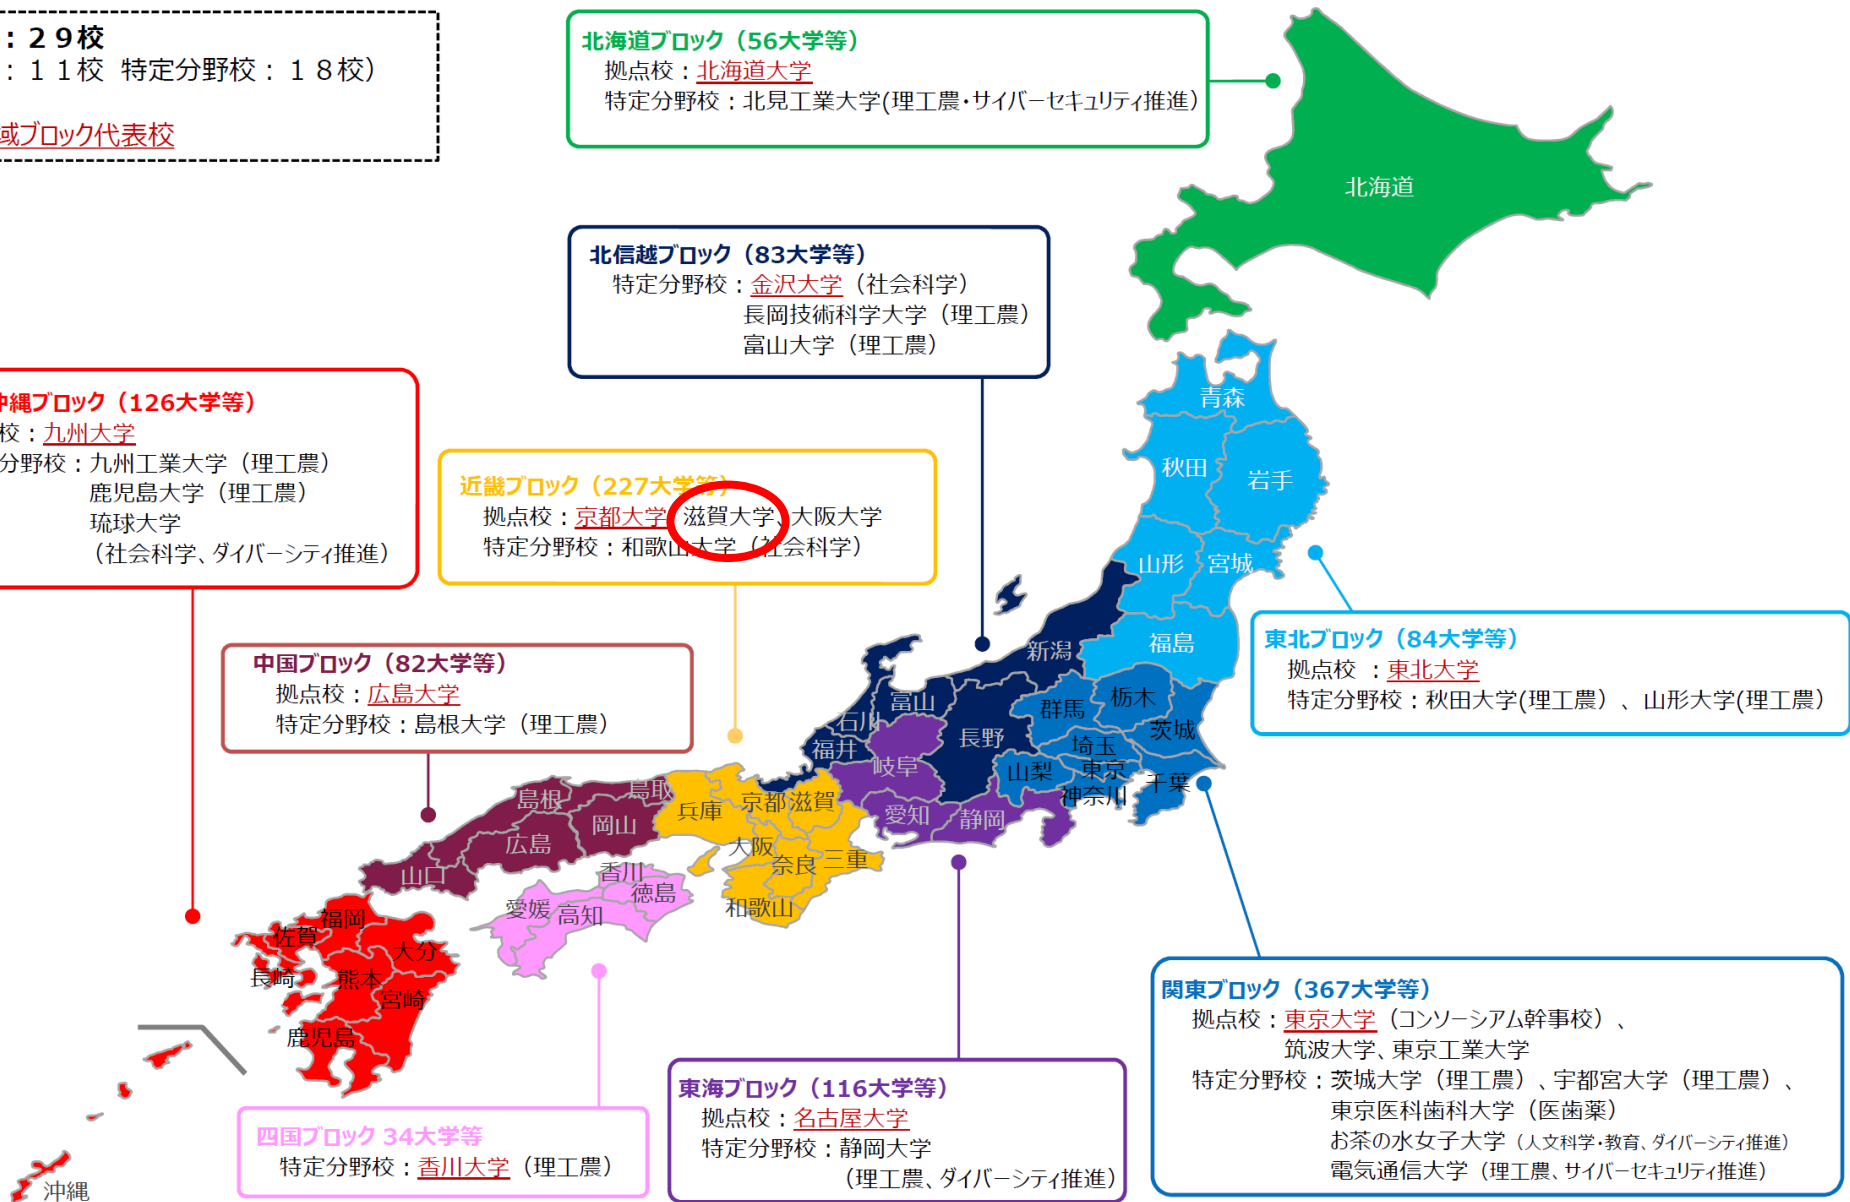 ：２９校
：１１校 特定分野校：１８校）
域ブロック代表校
北海道ブロック（56大学等）
拠点校：北海道大学
特定分野校：北見工業大学(理工農・サイバーセキュリティ推進）
北海道
北信越ブロック（83大学等）
特定分野校：金沢大学（社会科学）
長岡技術科学大学（理工農）
富山大学（理工農）
沖縄ブロック（126大学等）
校：九州大学
分野校：九州工業大学（理工農）
鹿児島大学（理工農）
琉球大学
（社会科学、ダイバーシティ推進）
近畿ブロック（227大学等）
拠点校：京都大学 滋賀大学、大阪大学
特定分野校：和歌山大学（社会科学）
中国ブロック（82大学等）
拠点校：広島大学
特定分野校：島根大学（理工農）
東北ブロック（84大学等）
拠点校 ：東北大学
特定分野校：秋田大学(理工農）、山形大学(理工農）
青森
秋田
岩手
山形
宮城
福島
新潟
富山
石川
福井
長野
群馬
栃木
茨城
埼玉
山梨
東京
神奈川
千葉
岐阜
愛知
静岡
島根
鳥取
岡山
広島
山口
兵庫
京都
滋賀
大阪
奈良
三重
和歌山
香川
徳島
愛媛
高知
福岡
佐賀
大分
長崎
熊本
宮崎
鹿児島
沖縄
四国ブロック 34大学等
特定分野校：香川大学（理工農）
東海ブロック（116大学等）
拠点校：名古屋大学
特定分野校：静岡大学
（理工農、ダイバーシティ推進）
関東ブロック（367大学等）
拠点校：東京大学（コンソーシアム幹事校）、
筑波大学、東京工業大学
特定分野校：茨城大学（理工農）、宇都宮大学（理工農）、
東京医科歯科大学（医歯薬）
お茶の水女子大学（人文科学・教育、ダイバーシティ推進）
電気通信大学（理工農、サイバーセキュリティ推進）